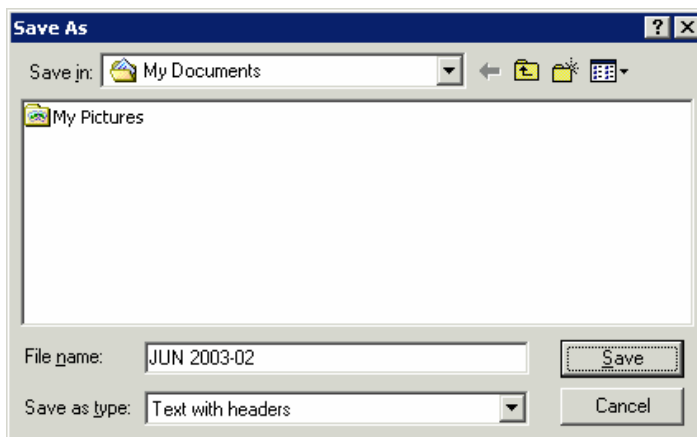 Save As
Save in: My Documents
My Pictures
File name: JUN 2003-02 Save
Save as type: Text with headers Cancel